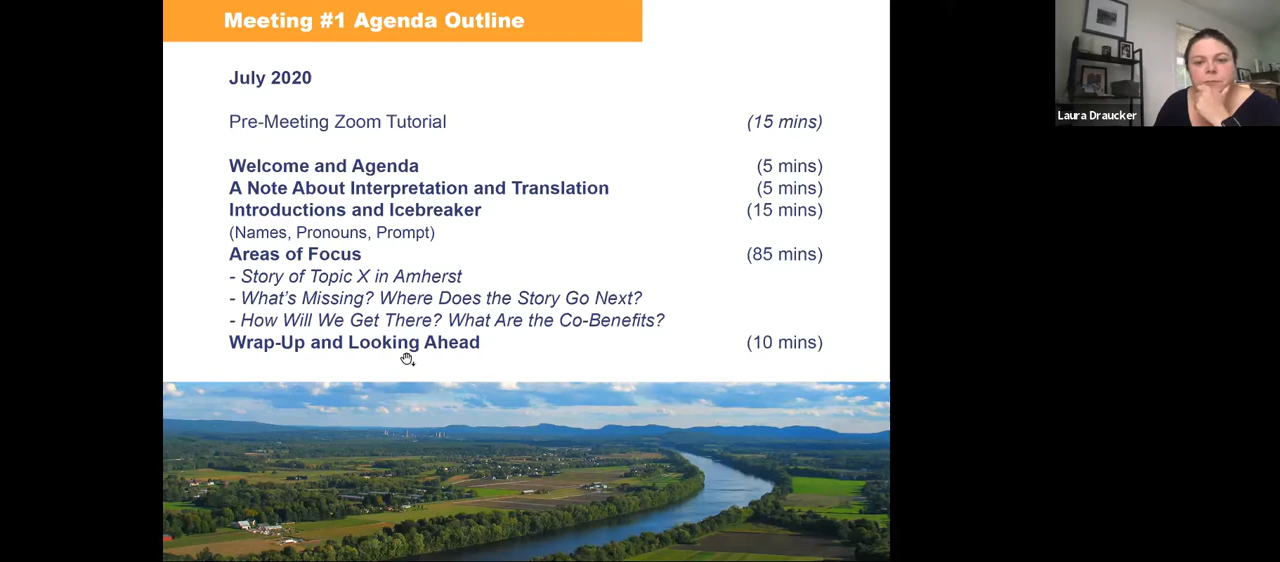 Meeting #1 Agenda Outline
July 2020
Pre-Meeting Zoom Tutorial (15 mins)
Welcome and Agenda (5 mins)
A Note About Interpretation and Translation (5 mins)
Introductions and Icebreaker (15 mins)
(Names, Pronouns, Prompt)
Areas of Focus (85 mins)
- Story of Topic X in Amherst
- What's Missing? Where Does the Story Go Next?
- How Will We Get There? What Are the Co-Benefits?
Wrap-Up and Looking Ahead (10 mins)
Laura Draucker